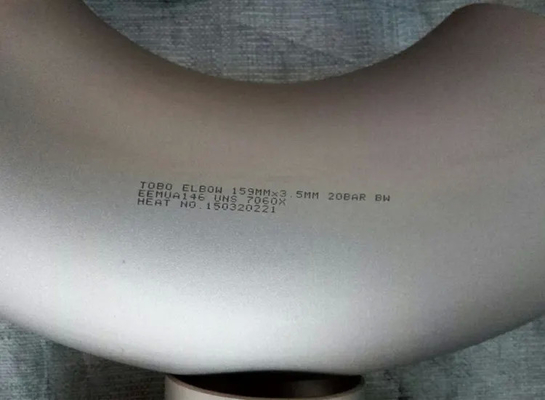 TOBO ELBOW 159MMx3.5MM 20BAR BW
EEMUA146 UNS 7060X
HEAT NO.150320221